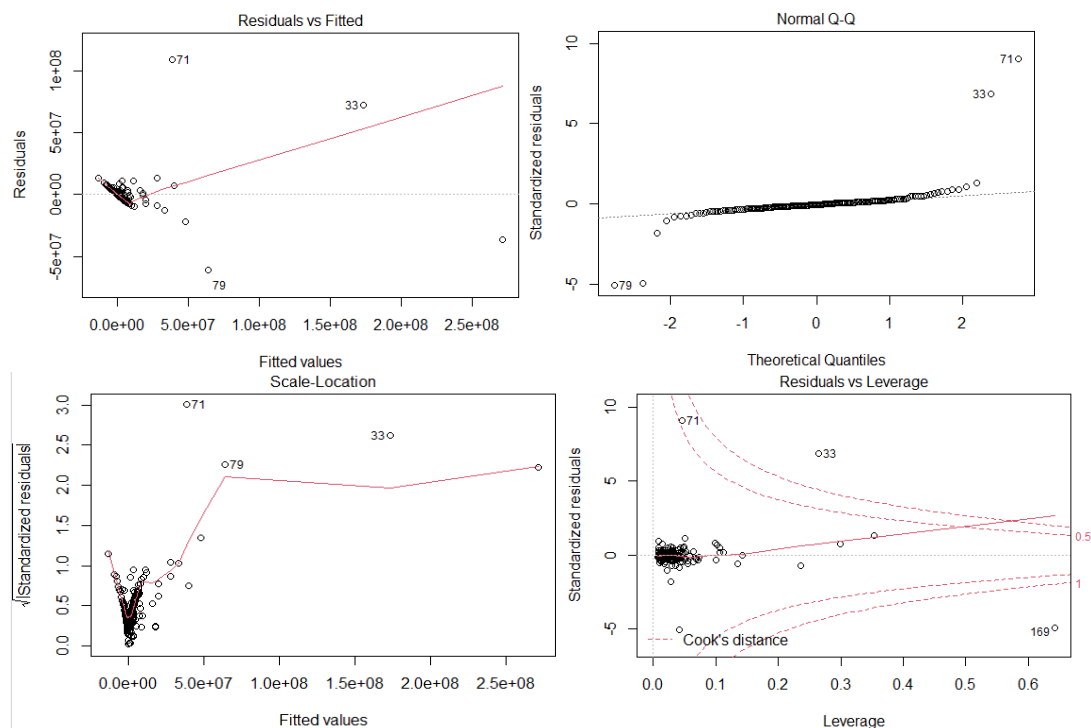 Residuals vs Fitted
Residuals
1e+08
5e+07
0e+00
-5e+07
71
33
79
0.0e+00 5.0e+07 1.0e+08 1.5e+08 2.0e+08 2.5e+08
Fitted values
Normal Q-Q
Standardized residuals
10
5
0
-5
71
33
79
-2 -1 0 1 2
Theoretical Quantiles
Scale-Location
√|Standardized residuals|
3.0
2.5
2.0
1.5
1.0
0.5
0.0
71
33
79
0.0e+00 5.0e+07 1.0e+08 1.5e+08 2.0e+08 2.5e+08
Fitted values
Residuals vs Leverage
Standardized residuals
10
5
0
-5
71
33
0.5
1
169
Cook's distance
0.0 0.1 0.2 0.3 0.4 0.5 0.6
Leverage